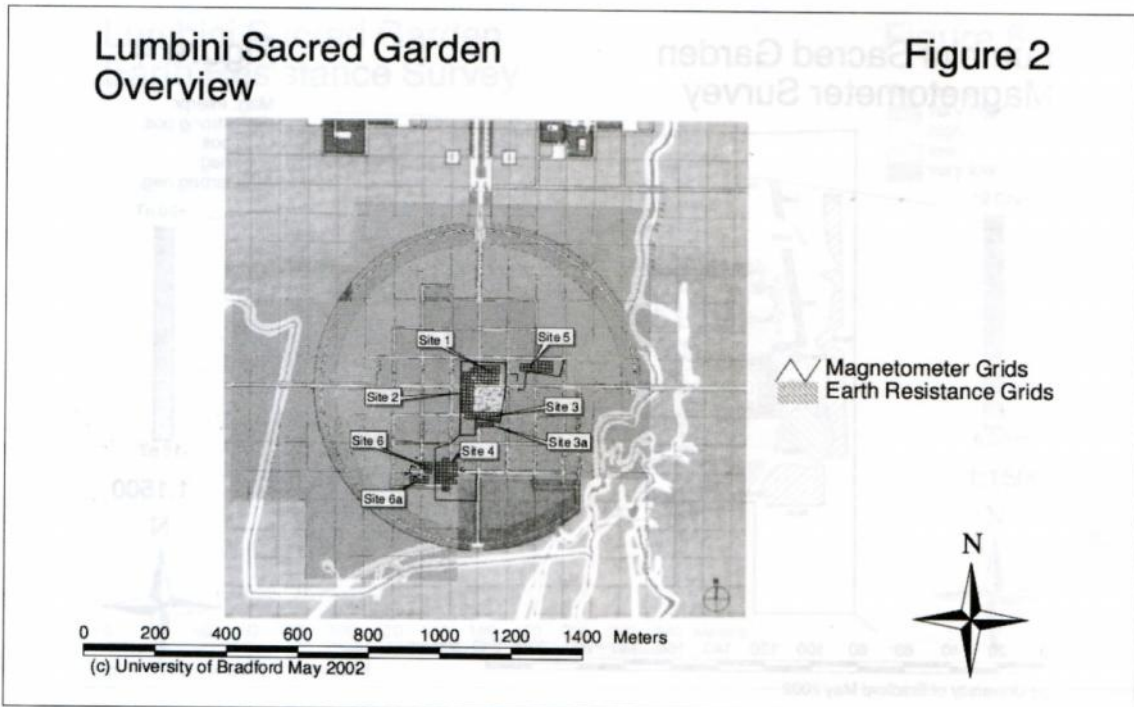 Lumbini Sacred Garden
Overview
Figure 2
Site 1
Site 5
Site 2
Site 3
Site 6
Site 4
Site 3a
Site 6a
Magnetometer Grids
Earth Resistance Grids
N
0 200 400 600 800 1000 1200 1400 Meters
(c) University of Bradford May 2002